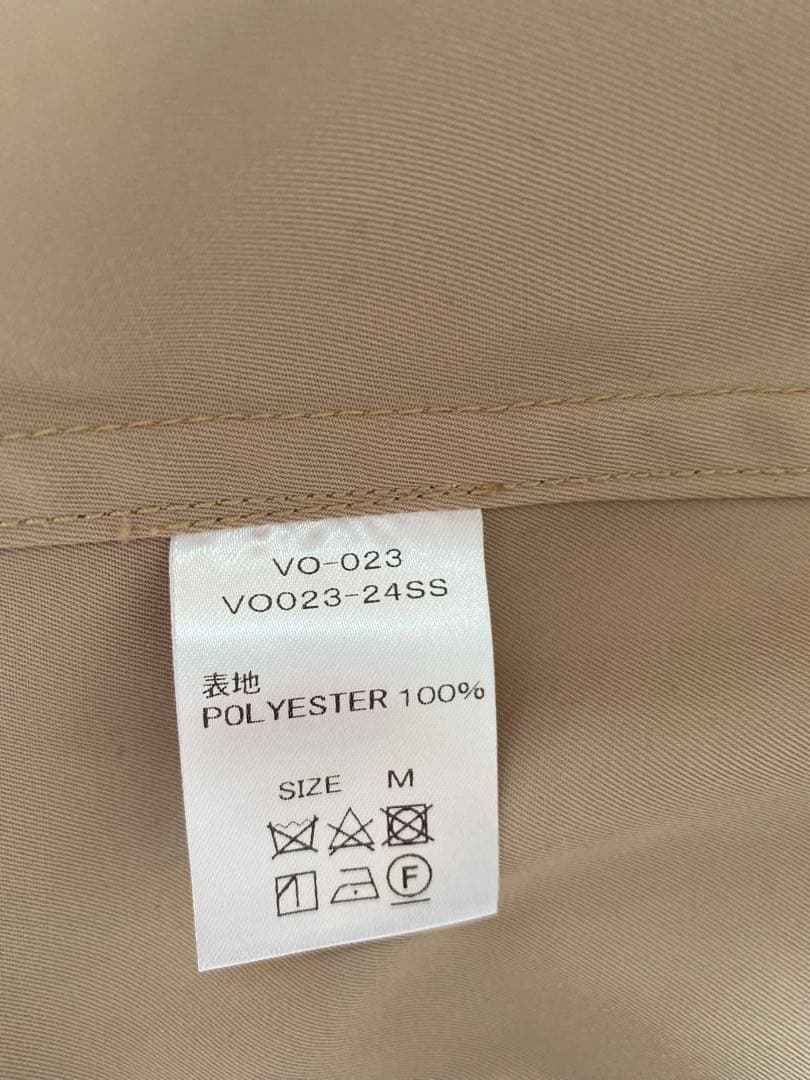 VO-023
VO023-24SS
表地
POLYESTER 100%
SIZE M
F